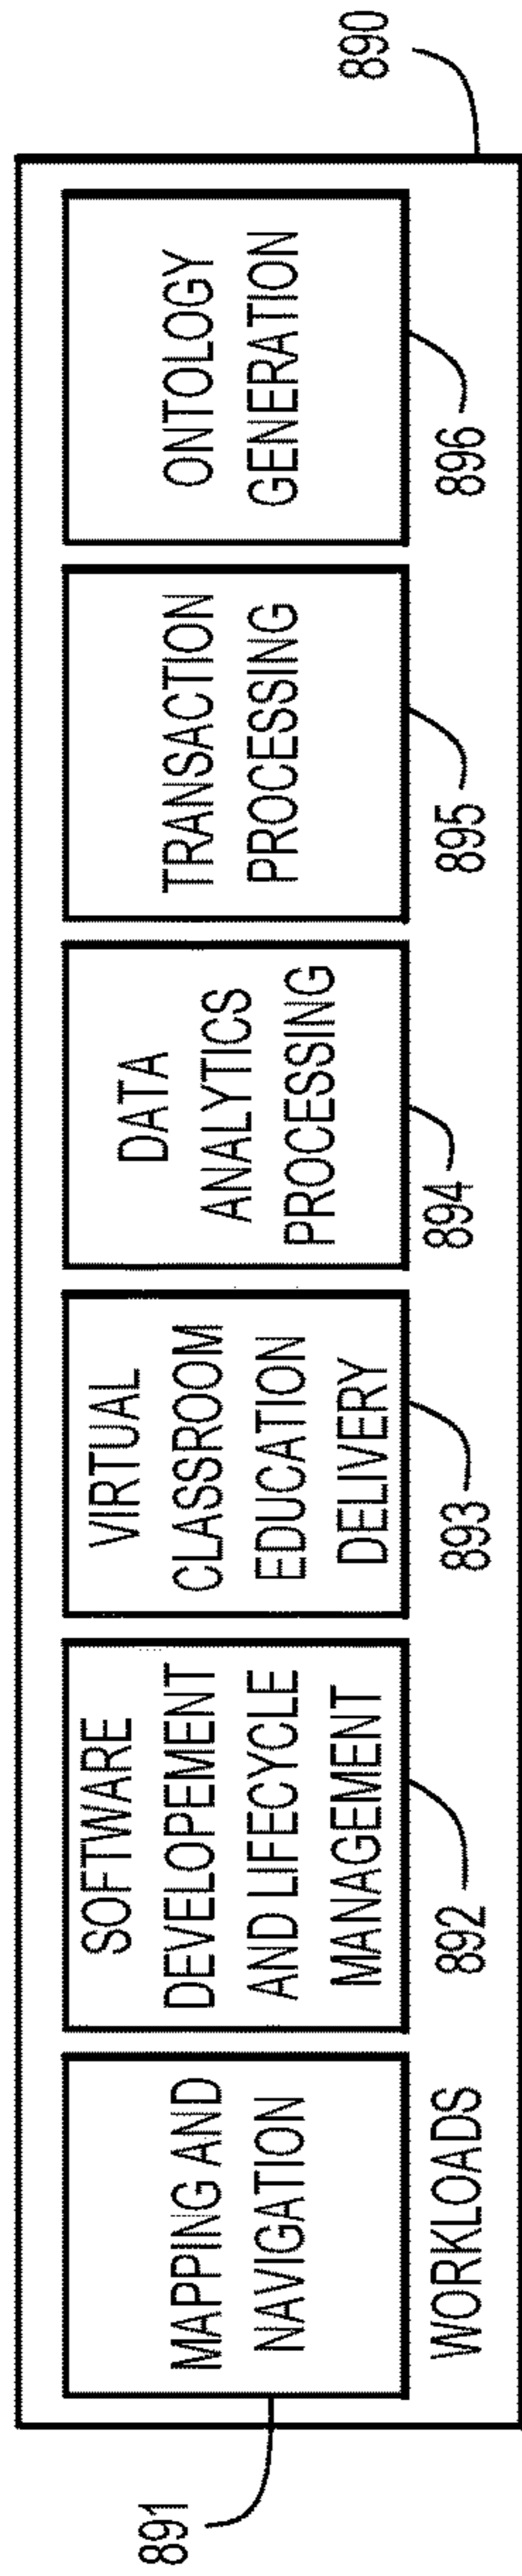 891
MAPPING AND
NAVIGATION
SOFTWARE
DEVELOPEMENT
AND LIFECYCLE
MANAGEMENT
892
VIRTUAL
CLASSROOM
EDUCATION
DELIVERY
893
DATA
ANALYTICS
PROCESSING
894
TRANSACTION
PROCESSING
895
ONTOLOGY
GENERATION
896
WORKLOADS
890